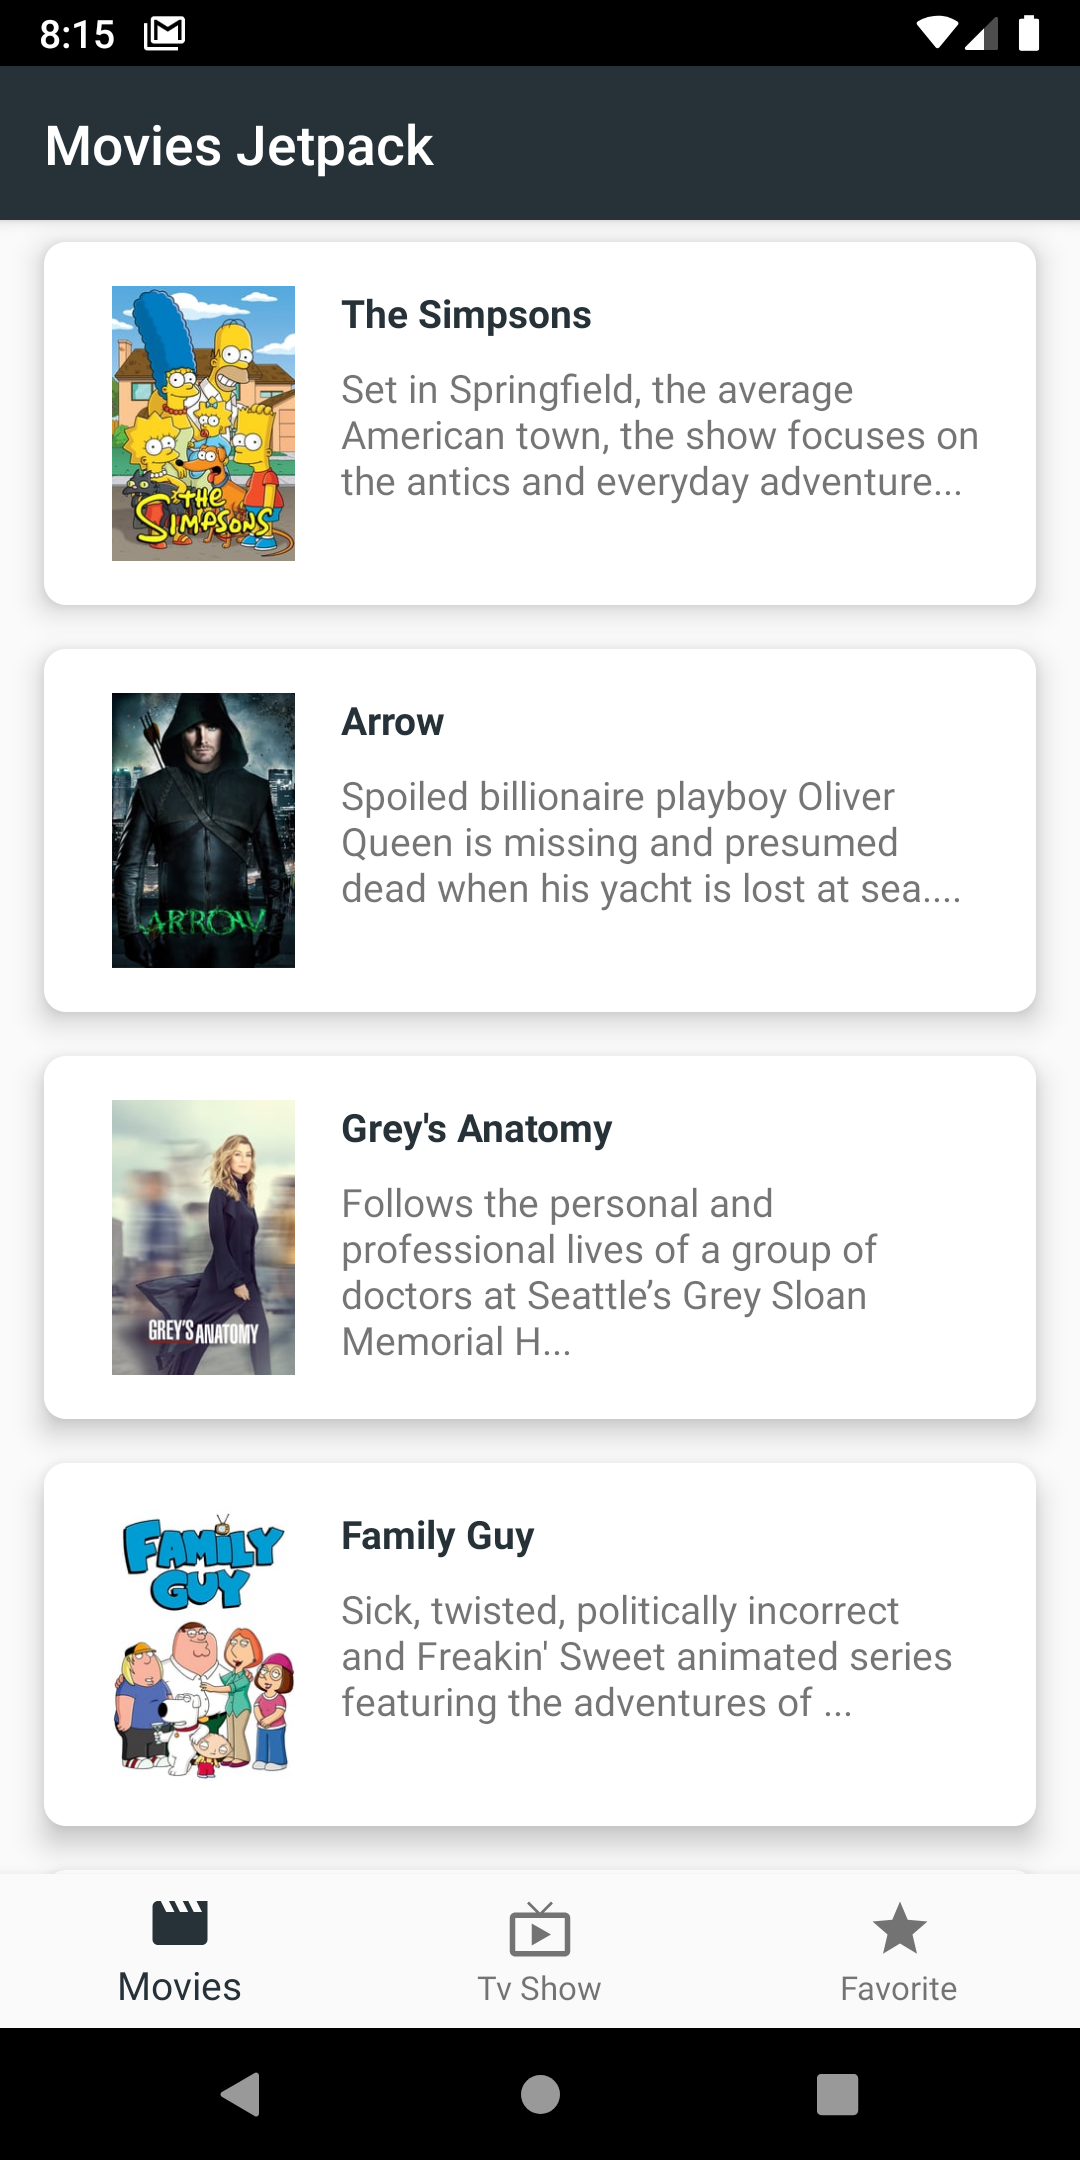 8:15
Movies Jetpack
The Simpsons
Set in Springfield, the average
American town, the show focuses on
the antics and everyday adventure...
THE
SIMPSONS
Arrow
Spoiled billionaire playboy Oliver
Queen is missing and presumed
dead when his yacht is lost at sea....
ARROW
Grey's Anatomy
Follows the personal and
professional lives of a group of
doctors at Seattle’s Grey Sloan
Memorial H...
GREY'S ANATOMY
Family Guy
Sick, twisted, politically incorrect
and Freakin' Sweet animated series
featuring the adventures of ...
FAMILY
GUY
Movies
Tv Show
Favorite